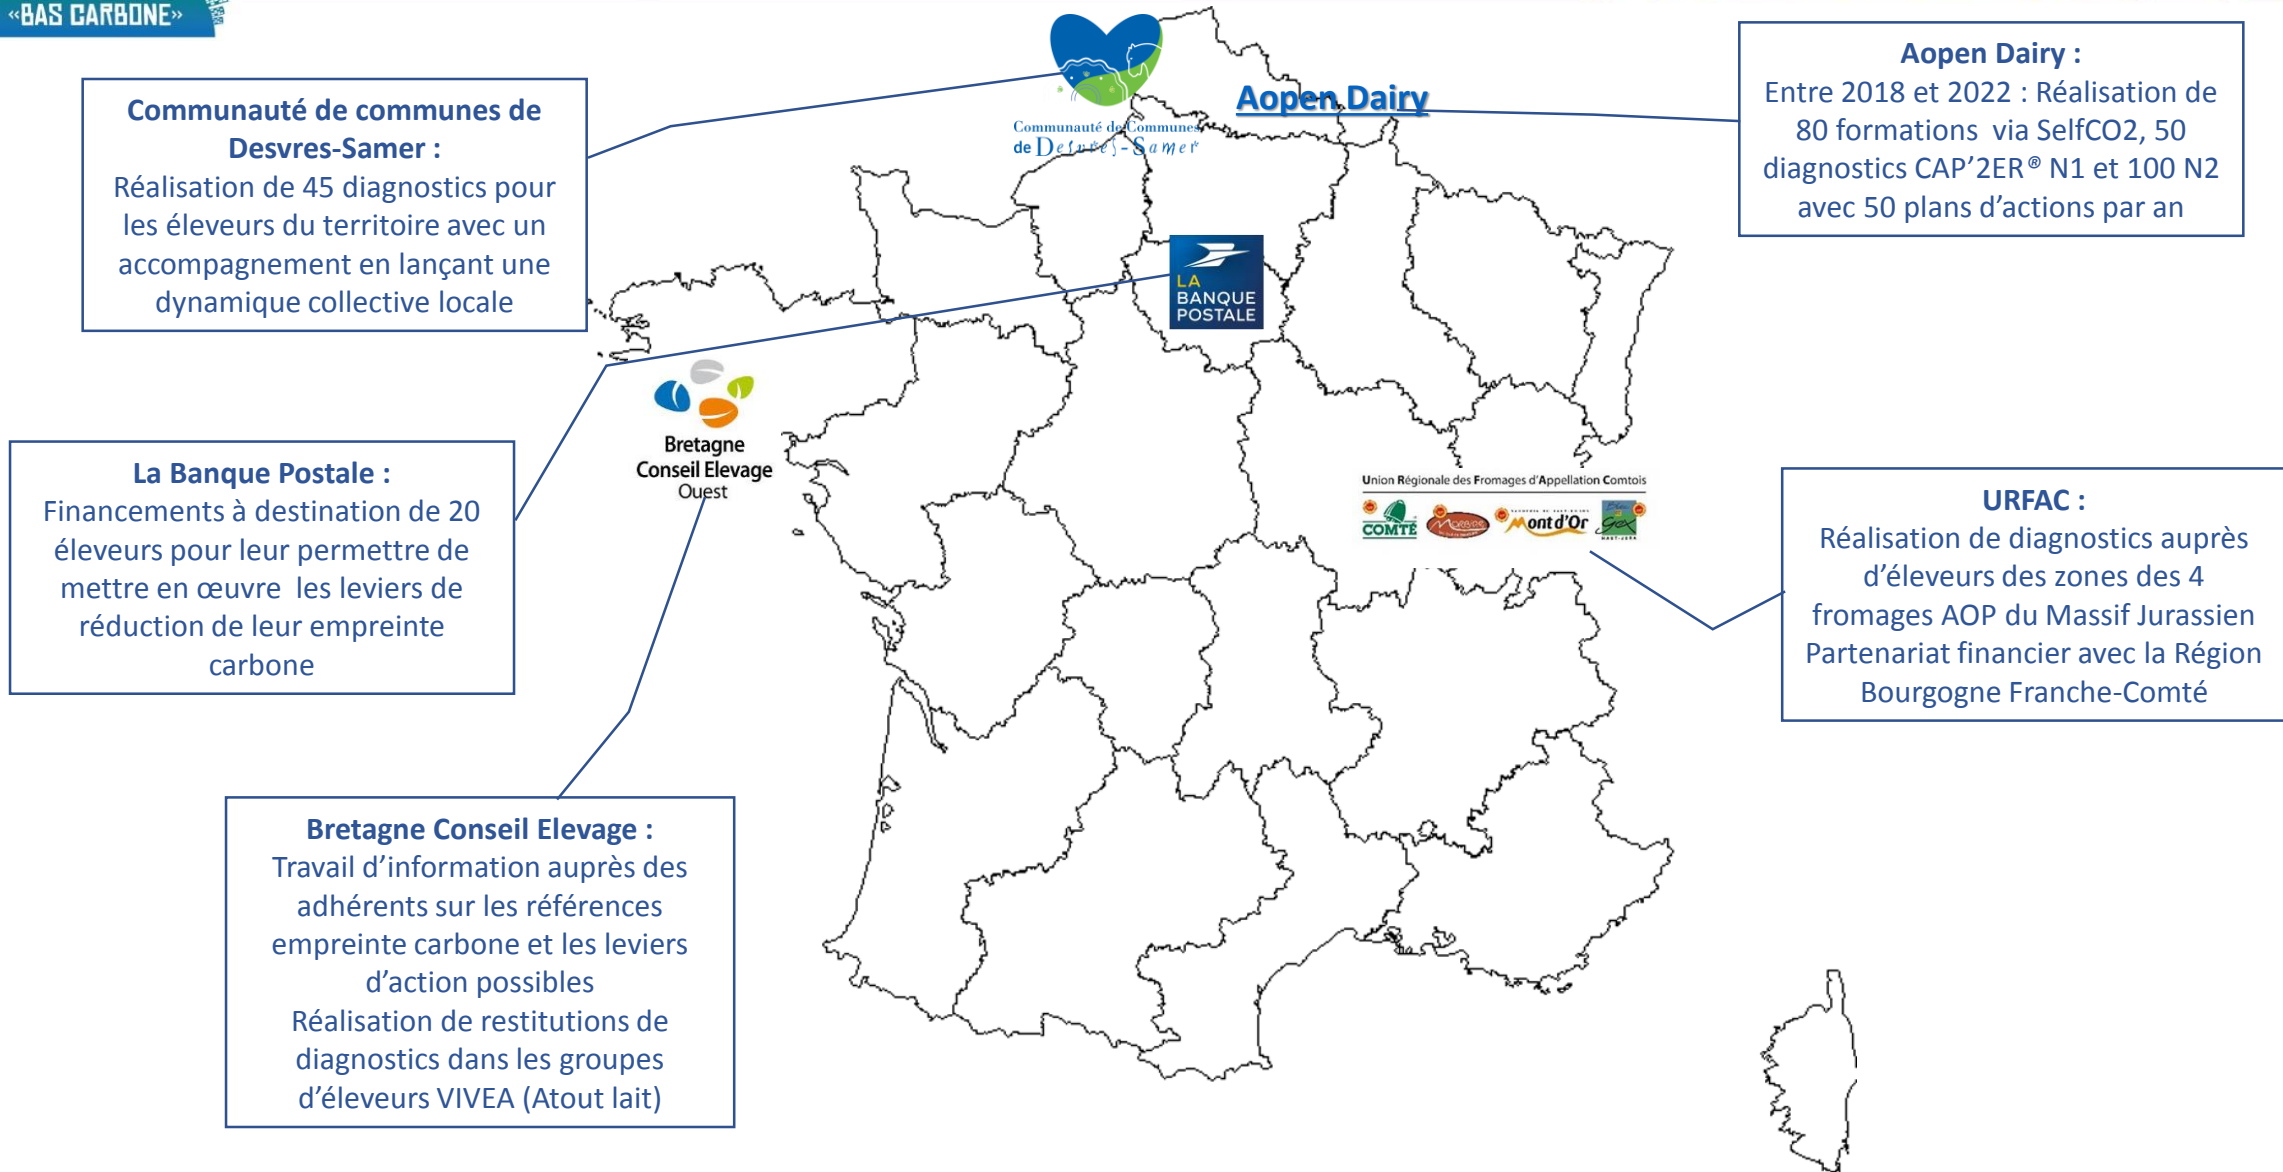 «BAS CARBONE»
Communauté de communes de
Desvres-Samer :
Réalisation de 45 diagnostics pour
les éleveurs du territoire avec un
accompagnement en lançant une
dynamique collective locale
Communauté de Communes
de Desvres-Samer
Aopen Dairy
Aopen Dairy :
Entre 2018 et 2022 : Réalisation de
80 formations via SelfCO2, 50
diagnostics CAP’2ER® N1 et 100 N2
avec 50 plans d’actions par an
LA
BANQUE
POSTALE
La Banque Postale :
Financements à destination de 20
éleveurs pour leur permettre de
mettre en œuvre les leviers de
réduction de leur empreinte
carbone
Bretagne
Conseil Elevage
Ouest
Union Régionale des Fromages d'Appellation Comtois
COMTÉ
MORBIER
Mont d'Or
Bleu de
Gex
HAUT-JURA
URFAC :
Réalisation de diagnostics auprès
d’éleveurs des zones des 4
fromages AOP du Massif Jurassien
Partenariat financier avec la Région
Bourgogne Franche-Comté
Bretagne Conseil Elevage :
Travail d’information auprès des
adhérents sur les références
empreinte carbone et les leviers
d’action possibles
Réalisation de restitutions de
diagnostics dans les groupes
d’éleveurs VIVEA (Atout lait)